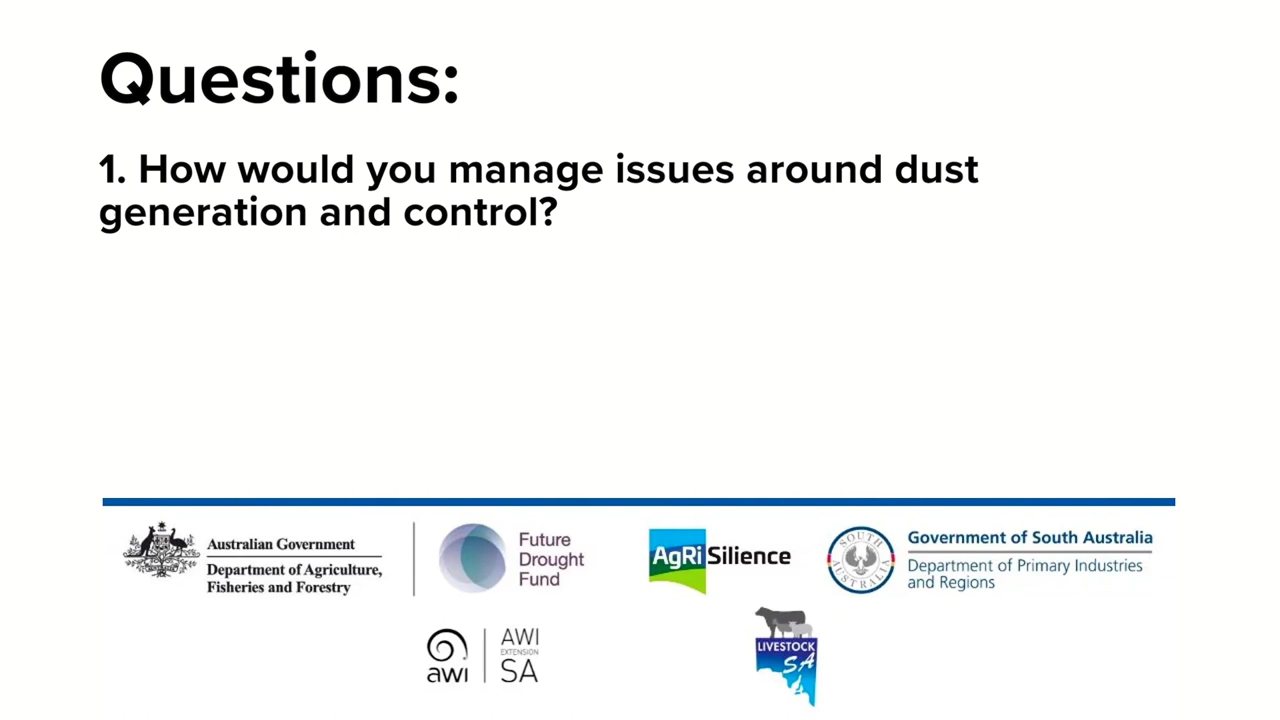 Questions:
1. How would you manage issues around dust
generation and control?
Australian Government
Department of Agriculture,
Fisheries and Forestry
Future
Drought
Fund
AgRiSilience
SOUTH AUSTRALIA
Government of South Australia
Department of Primary Industries
and Regions
awi
AWI
EXTENSION
SA
LIVESTOCK
SA